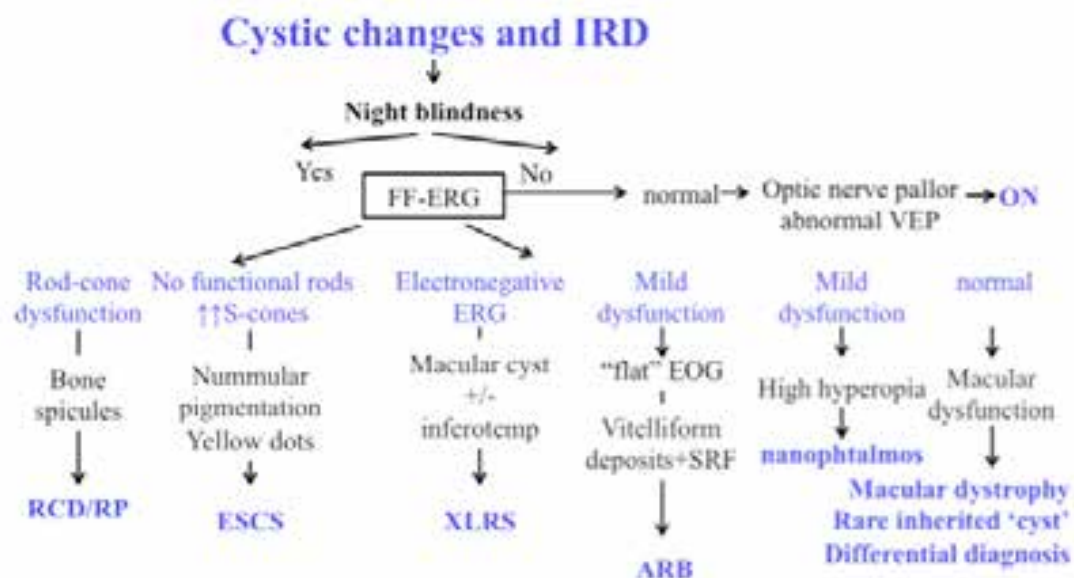 Cystic changes and IRD
Night blindness
Yes
No
FF-ERG
normal
Optic nerve pallor
abnormal VEP
ON
Rod-cone
dysfunction
Bone
spicules
RCD/RP
No functional rods
↑↑S-cones
Nummular
pigmentation
Yellow dots
ESCS
Electronegative
ERG
Macular cyst
+/-
inferotemp
XLRS
Mild
dysfunction
"flat" EOG
Vitelliform
deposits+SRF
ARB
Mild
dysfunction
High hyperopia
nanophtalmos
normal
Macular
dysfunction
Macular dystrophy
Rare inherited 'cyst'
Differential diagnosis